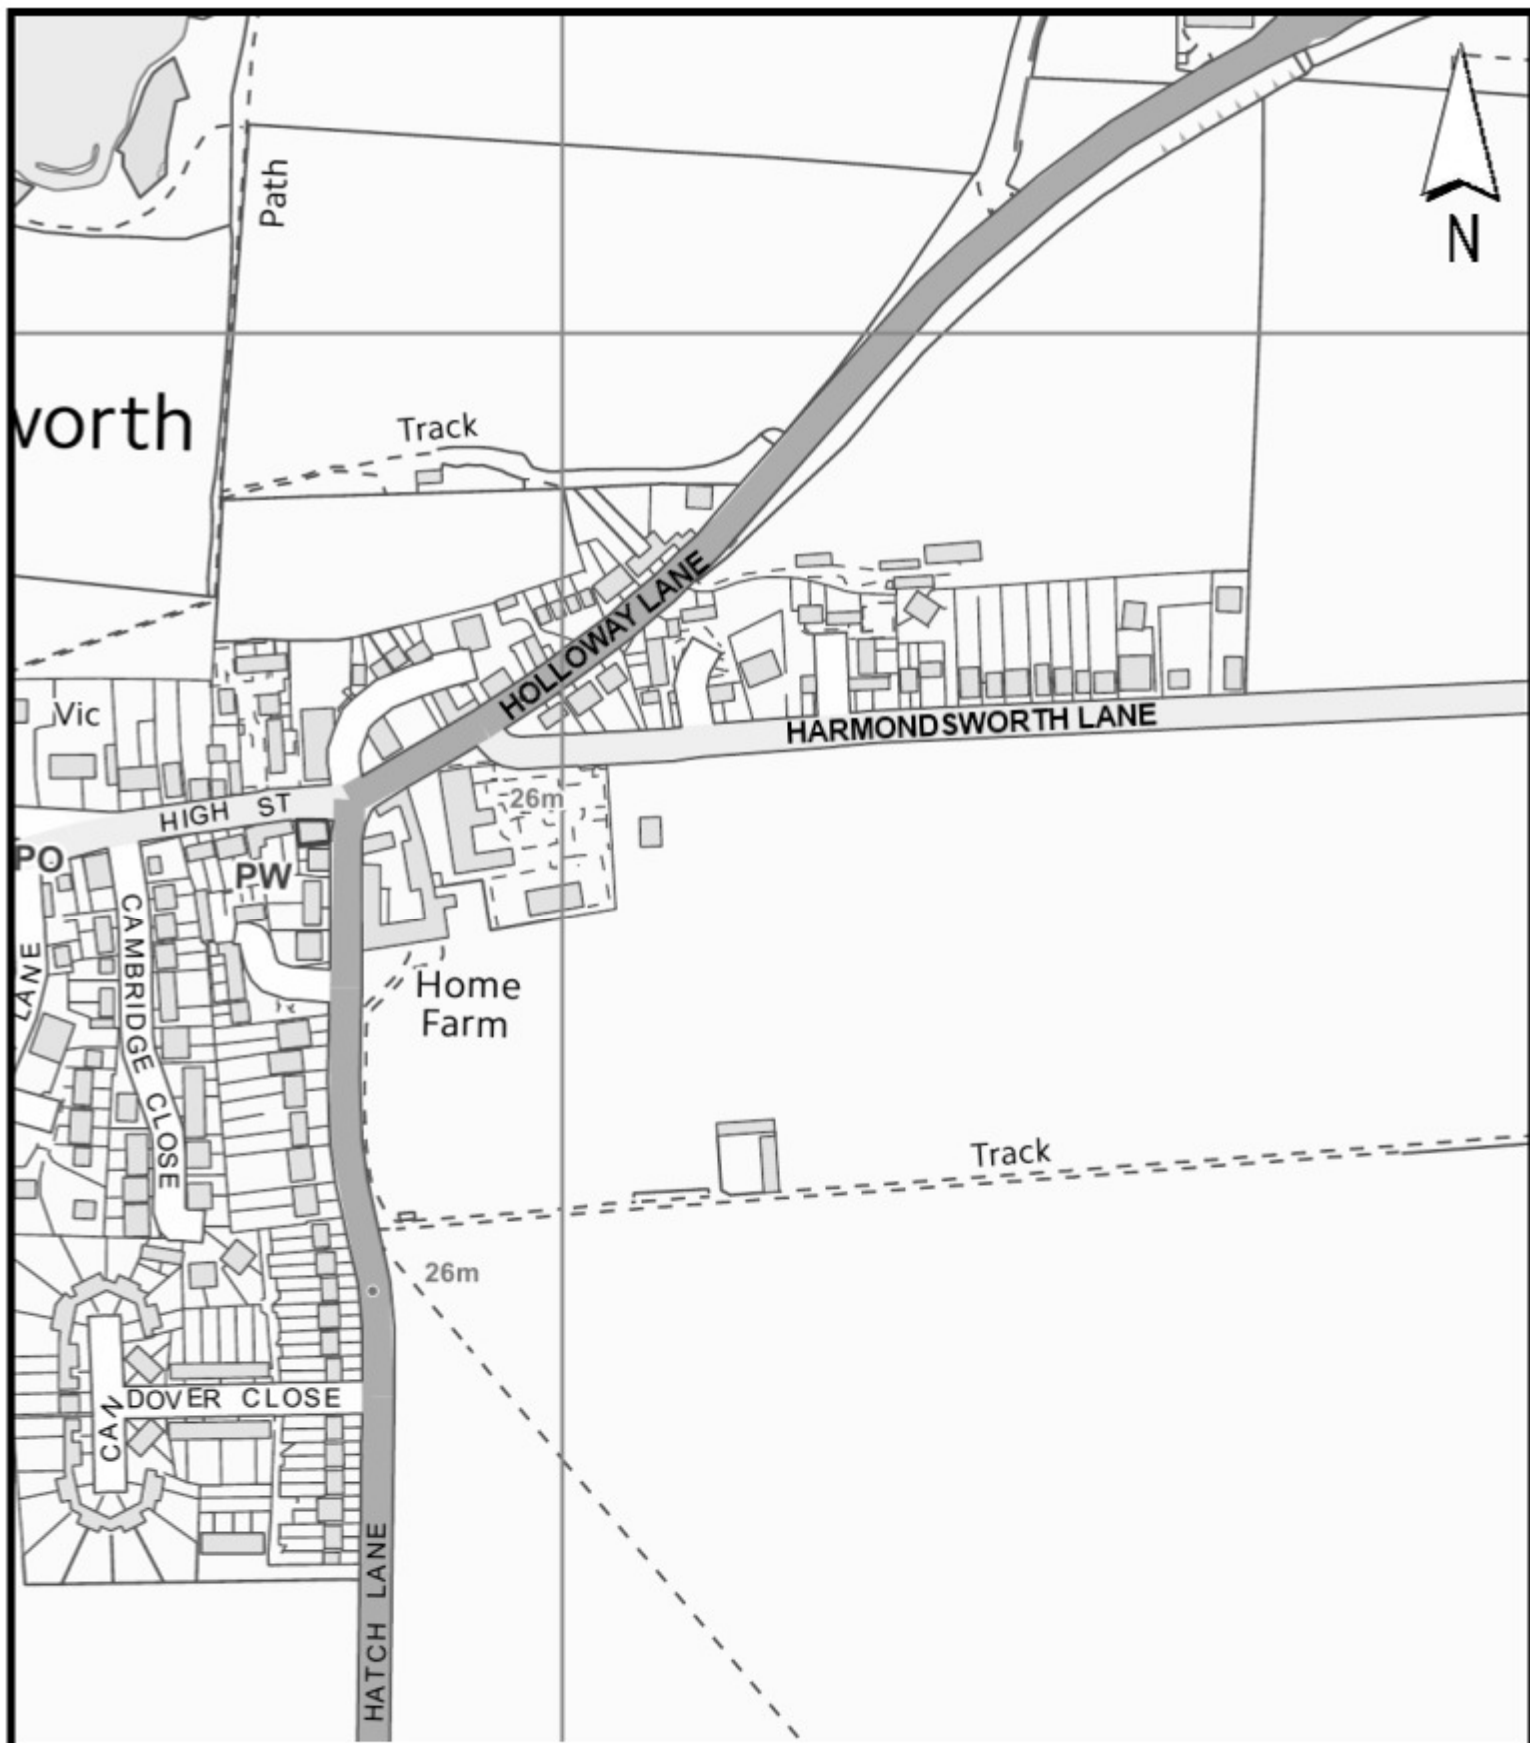 Path
N
vorth
Track
HOLLOWAY LANE
Vic
HARMONDSWORTH LANE
26m
HIGH ST
PO
PW
CAMBRIDGE CLOSE
LANE
Home
Farm
Track
26m
DOVER CLOSE
CAN
HATCH LANE